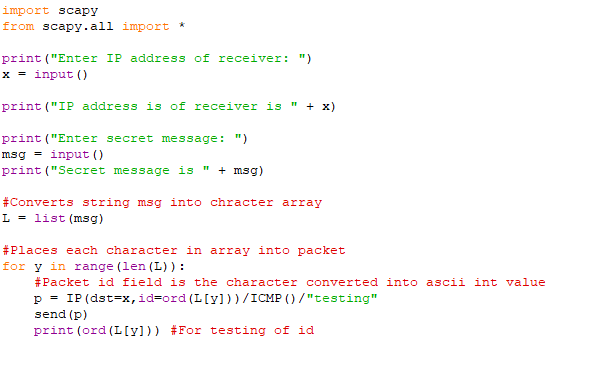 import scapy
from scapy.all import *
print("Enter IP address of receiver: ")
x = input()
print("IP address is of receiver is " + x)
print("Enter secret message: ")
msg = input()
print("Secret message is " + msg)
#Converts string msg into chracter array
L = list(msg)
#Places each character in array into packet
for y in range(len(L)):
    #Packet id field is the character converted into ascii int value
    p = IP(dst=x,id=ord(L[y]))/ICMP()/"testing"
    send(p)
    print(ord(L[y])) #For testing of id